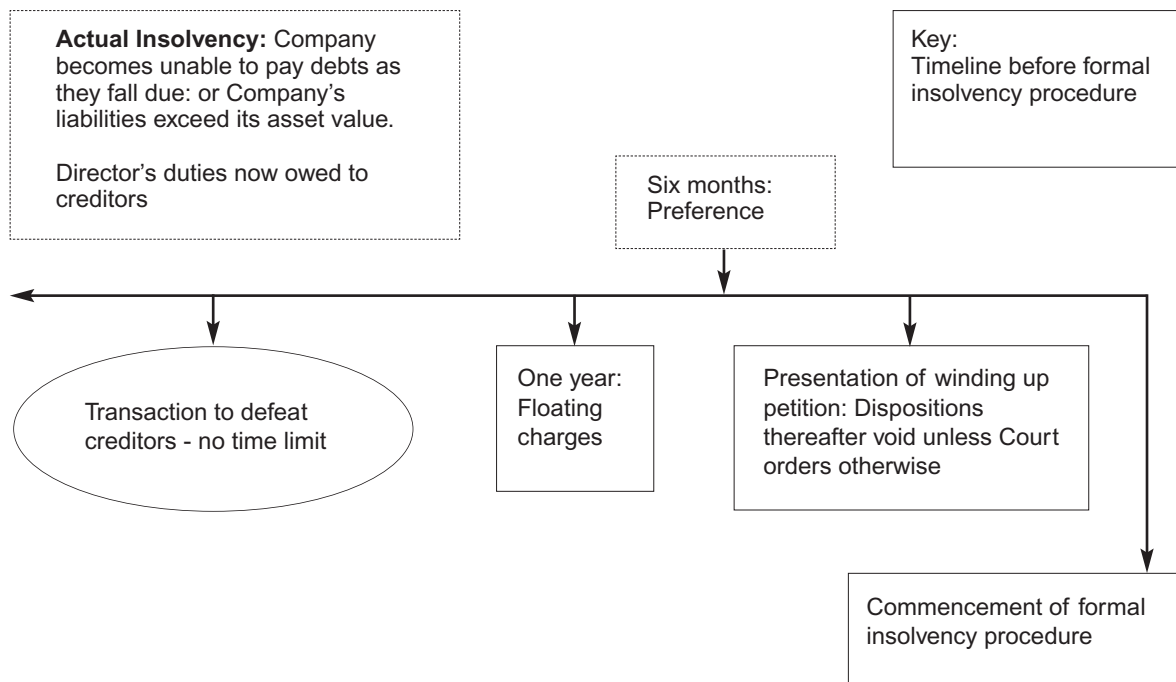 Actual Insolvency: Company
becomes unable to pay debts as
they fall due: or Company's
liabilities exceed its asset value.
Director's duties now owed to
creditors
Key:
Timeline before formal
insolvency procedure
Six months:
Preference
Transaction to defeat
creditors - no time limit
One year:
Floating
charges
Presentation of winding up
petition: Dispositions
thereafter void unless Court
orders otherwise
Commencement of formal
insolvency procedure